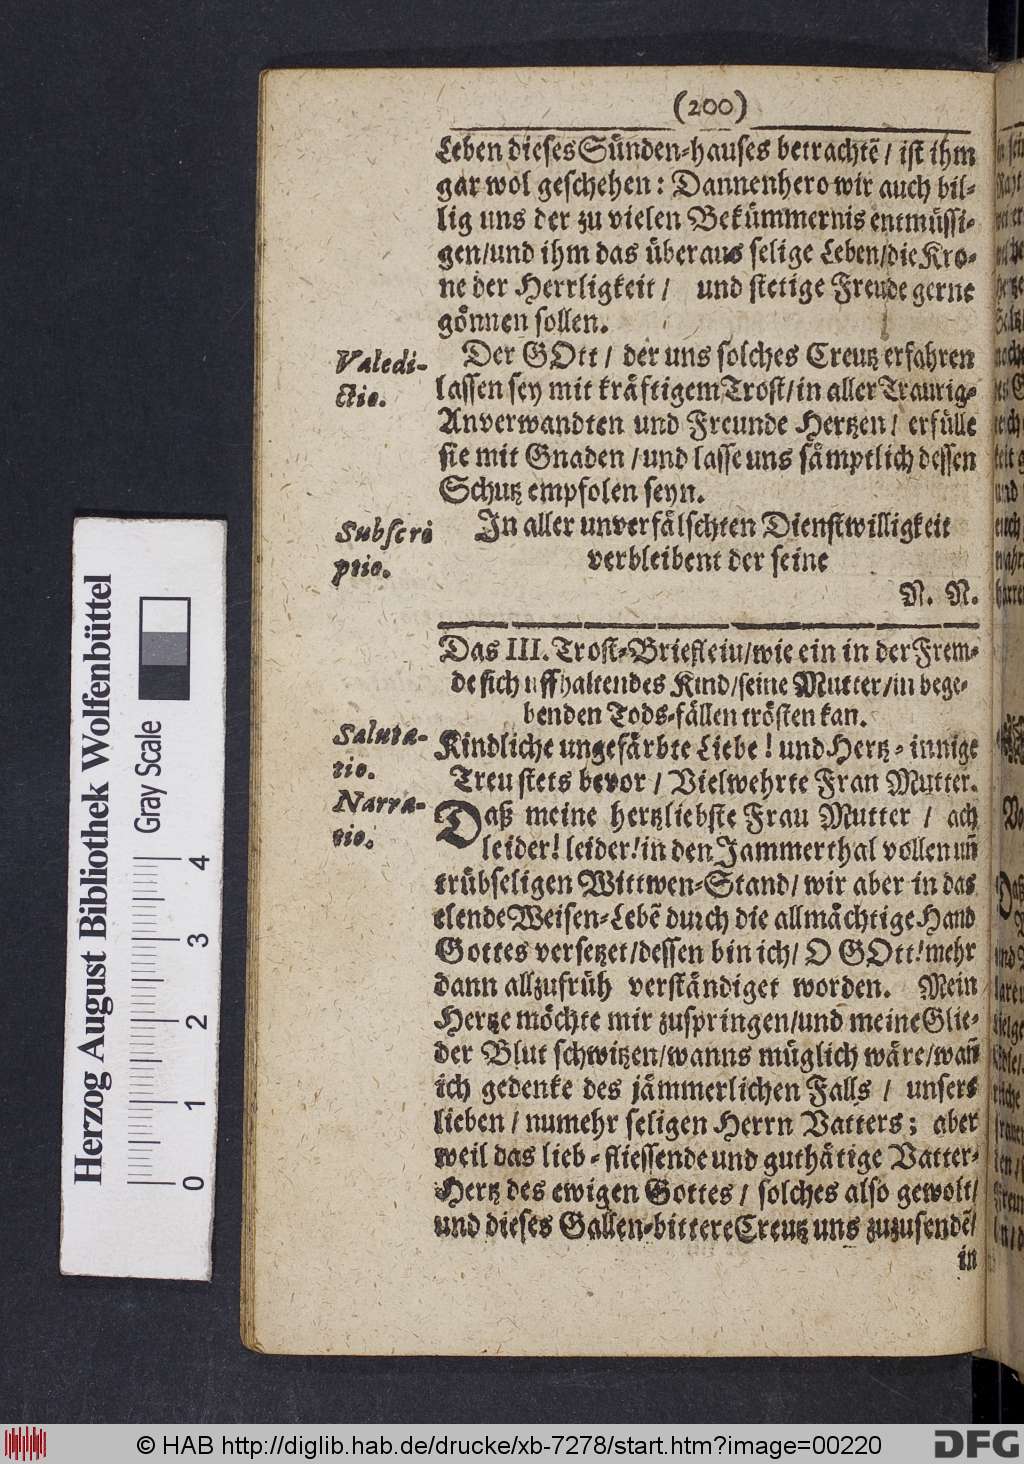 (200)
Leben dieses Sünden-hauses betrachtẽ / ist ihm
gar wol geschehen: Dannenhero wir auch bil-
lig uns der zu vielen Bekümmernis entmüssi-
gen/und ihm das überaus selige Leben/die Kro-
ne der Herrligkeit / und stetige Freude gerne
gönnen sollen.
Valedi-
ctio.
Der GOtt / der uns solches Creutz erfahren
lassen sey mit kräftigem Trost/in aller Traurig-
Anverwandten und Freunde Hertzen / erfülle
sie mit Gnaden / und lasse uns sämptlich dessen
Schutz empfolen seyn.
Subscri
ptio.
In aller unverfälschten Dienstwilligkeit
verbleibent der seine
N. N.
Das III. Trost-Brieflein/wie ein in der Frem-
de sich uffhaltendes Kind/seine Mutter/in bege-
benden Tods-fällen trösten kan.
Saluta-
tio.
Kindliche ungefärbte Liebe! und Hertz-innige
Treu stets bevor / Vielwehrte Frau Mutter.
Narra-
tio.
Daß meine hertzliebste Frau Mutter / ach
leider! leider! in den Jammerthal vollen uñ
trübseligen Wittwen-Stand/ wir aber in das
elende Weisen-Lebẽ durch die allmächtige Hand
Gottes versetzet/dessen bin ich/ O GOtt! mehr
dann allzufrüh verständiget worden. Mein
Hertze möchte mir zuspringen/und meine Glie-
der Blut schwitzen/wanns müglich wäre/wañ
ich gedenke des jämmerlichen Falls / unsers
lieben / numehr seligen Herrn Vatters; aber
weil das lieb-fliessende und guthätige Vatter-
Hertz des ewigen Gottes / solches also gewolt/
und dieses Gallen-bittere Creutz uns zuzusendẽ/
in
Herzog August Bibliothek Wolfenbüttel
Gray Scale
0 1 2 3 4
© HAB http://diglib.hab.de/drucke/xb-7278/start.htm?image=00220
DFG